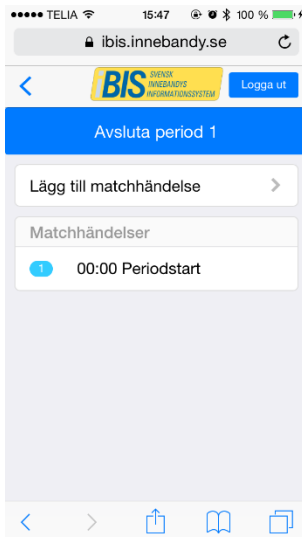 TELIA 15:47 100 %
ibis.innebandy.se
BIS SVENSK
INNEBANDYS
INFORMATIONSSYSTEM
Logga ut
Avsluta period 1
Lägg till matchhändelse
Matchhändelser
1 00:00 Periodstart